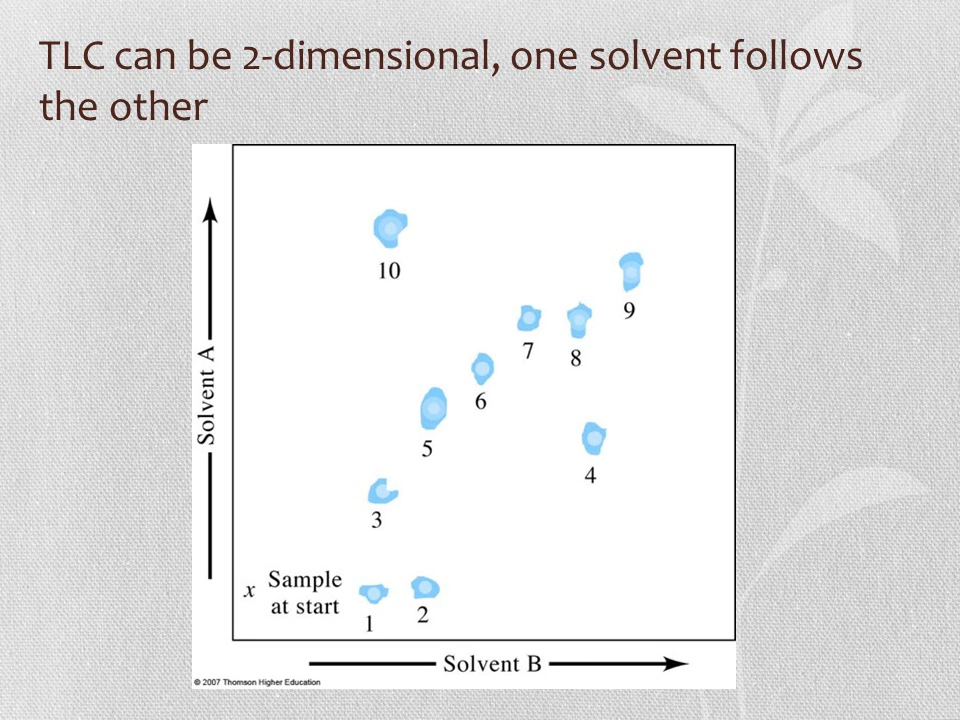 TLC can be 2-dimensional, one solvent follows
the other
10
9
7
8
6
5
4
3
x Sample
at start
1
2
Solvent A
Solvent B
© 2007 Thomson Higher Education